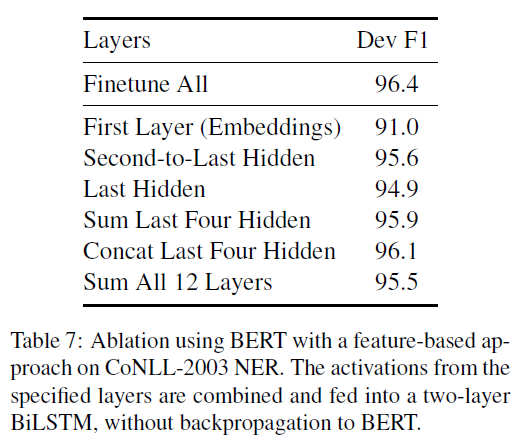 Layers Dev F1
Finetune All 96.4
First Layer (Embeddings) 91.0
Second-to-Last Hidden 95.6
Last Hidden 94.9
Sum Last Four Hidden 95.9
Concat Last Four Hidden 96.1
Sum All 12 Layers 95.5
Table 7: Ablation using BERT with a feature-based ap-
proach on CoNLL-2003 NER. The activations from the
specified layers are combined and fed into a two-layer
BiLSTM, without backpropagation to BERT.